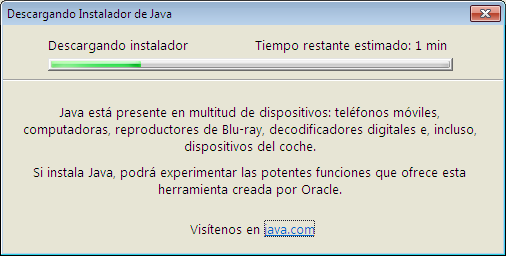 Descargando Instalador de Java
Descargando instalador Tiempo restante estimado: 1 min
Java está presente en multitud de dispositivos: teléfonos móviles,
computadoras, reproductores de Blu-ray, decodificadores digitales e, incluso,
dispositivos del coche.
Si instala Java, podrá experimentar las potentes funciones que ofrece esta
herramienta creada por Oracle.
Visítenos en java.com